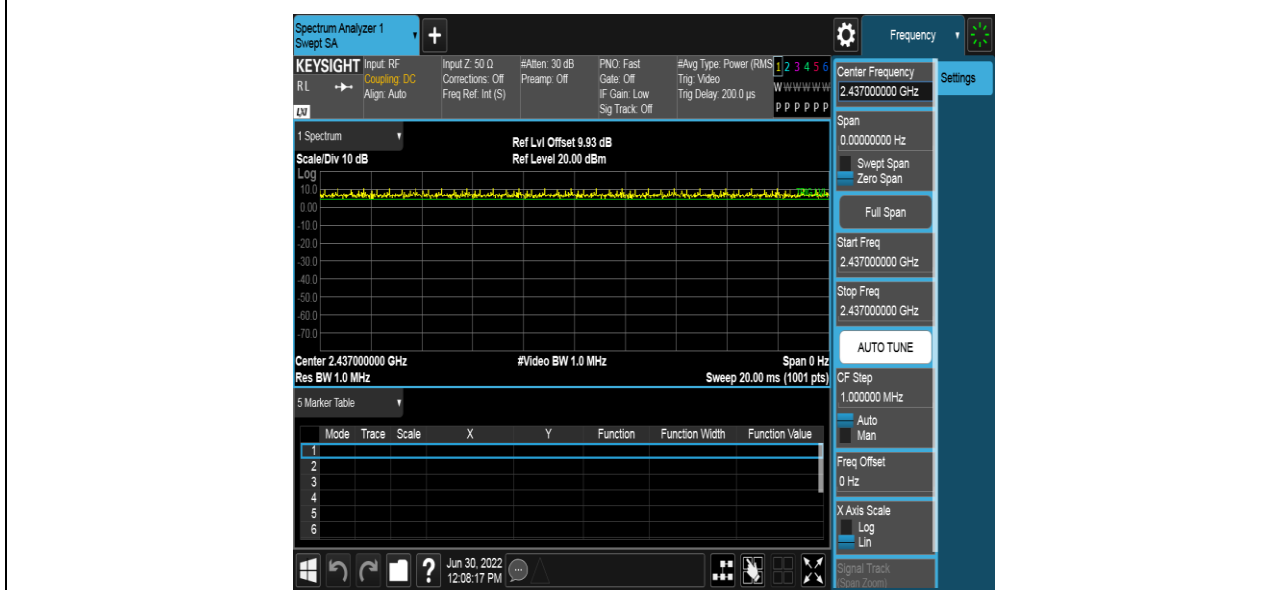 Spectrum Analyzer 1
Swept SA
Frequency
KEYSIGHT
RL
LXI
Input: RF
Coupling: DC
Align: Auto
Input Z: 50 Ω
Corrections: Off
Freq Ref: Int (S)
#Atten: 30 dB
Preamp: Off
PNO: Fast
Gate: Off
IF Gain: Low
Sig Track: Off
#Avg Type: Power (RMS
Trig: Video
Trig Delay: 200.0 µs
1 2 3 4 5 6
W W W W W W
P P P P P P
1 Spectrum
Scale/Div 10 dB
Ref Lvl Offset 9.93 dB
Ref Level 20.00 dBm
Log
10.0
0.00
-10.0
-20.0
-30.0
-40.0
-50.0
-60.0
-70.0
Center 2.437000000 GHz
#Video BW 1.0 MHz
Span 0 Hz
Res BW 1.0 MHz
Sweep 20.00 ms (1001 pts)
5 Marker Table
Mode Trace Scale X Y Function Function Width Function Value
1
2
3
4
5
6
Jun 30, 2022
12:08:17 PM
Center Frequency
2.437000000 GHz
Settings
Span
0.00000000 Hz
Swept Span
Zero Span
Full Span
Start Freq
2.437000000 GHz
Stop Freq
2.437000000 GHz
AUTO TUNE
CF Step
1.000000 MHz
Auto
Man
Freq Offset
0 Hz
X Axis Scale
Log
Lin
Signal Track
(Span Zoom)